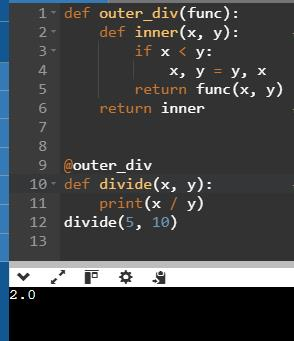 1 def outer_div(func):
2     def inner(x, y):
3         if x < y:
4             x, y = y, x
5         return func(x, y)
6     return inner
7
8
9 @outer_div
10 def divide(x, y):
11     print(x / y)
12 divide(5, 10)
13
2.0